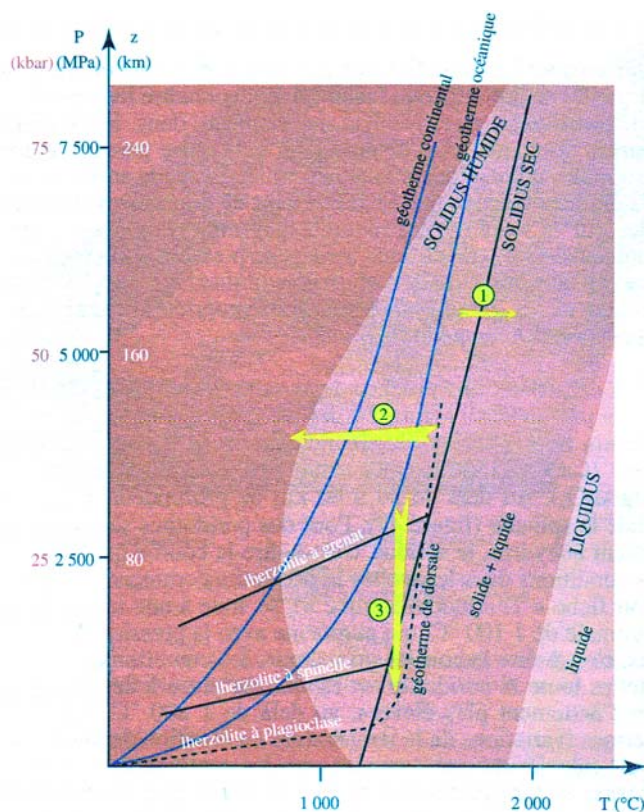 P z
(kbar) (MPa) (km)
géotherme continental
géotherme océanique
SOLIDUS HUMIDE
SOLIDUS SEC
75 7 500 240
1
50 5 000 160
2
LIQUIDUS
25 2 500 80
lherzolite à grenat
géotherme de dorsale
solide + liquide
3
liquide
lherzolite à spinelle
lherzolite à plagioclase
1 000 2 000 T (°C)